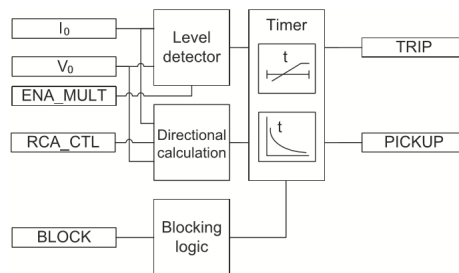 I₀
Level
detector
Timer
t
TRIP
V₀
ENA_MULT
RCA_CTL
Directional
calculation
t
PICKUP
BLOCK
Blocking
logic